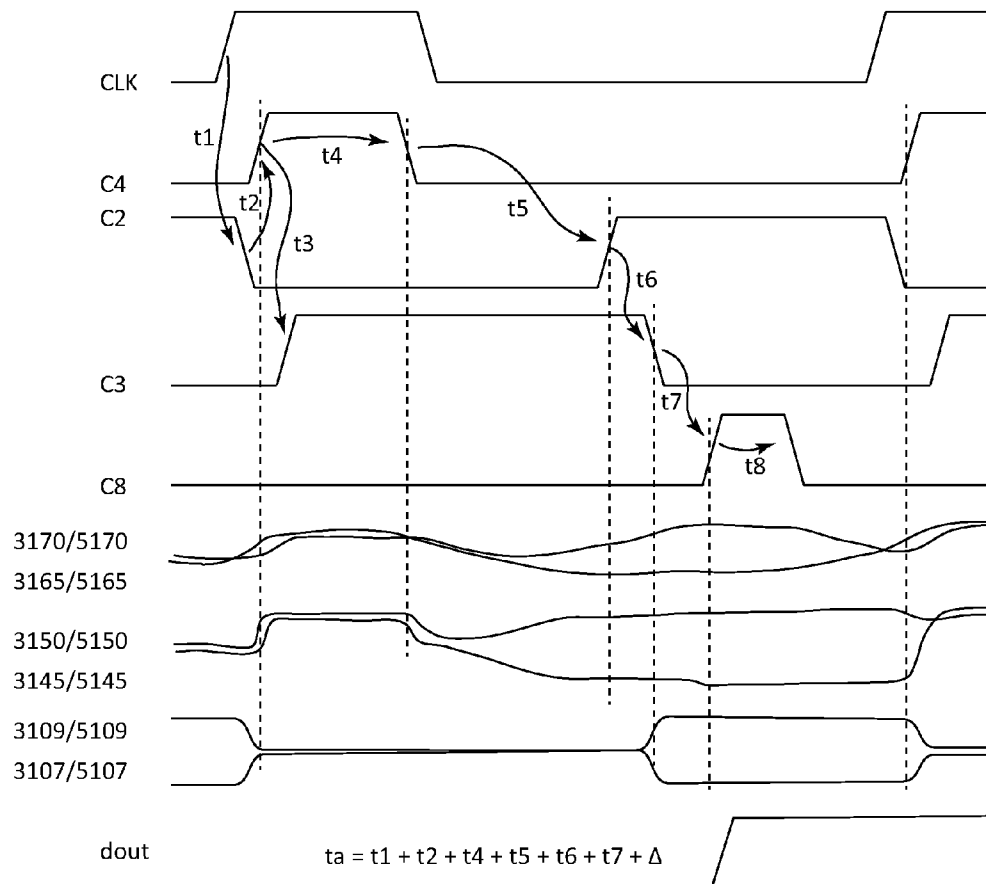 CLK
t1
t4
C4
t2
C2
t5
t3
t6
C3
t7
t8
C8
3170/5170
3165/5165
3150/5150
3145/5145
3109/5109
3107/5107
dout
ta = t1 + t2 + t4 + t5 + t6 + t7 + Δ